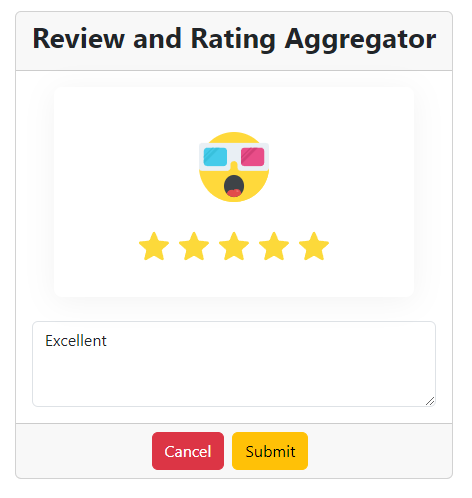 Review and Rating Aggregator
Excellent
Cancel
Submit